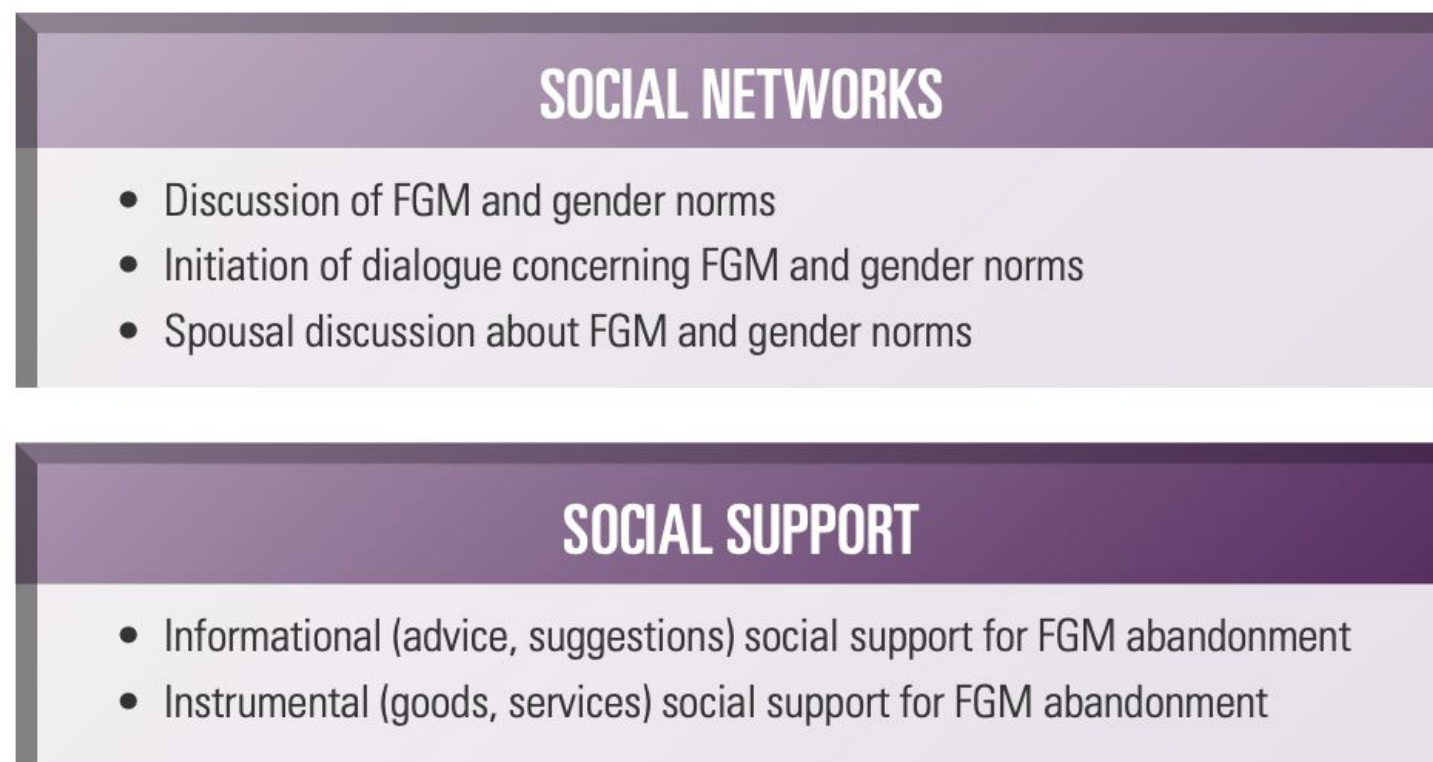 SOCIAL NETWORKS
• Discussion of FGM and gender norms
• Initiation of dialogue concerning FGM and gender norms
• Spousal discussion about FGM and gender norms
SOCIAL SUPPORT
• Informational (advice, suggestions) social support for FGM abandonment
• Instrumental (goods, services) social support for FGM abandonment